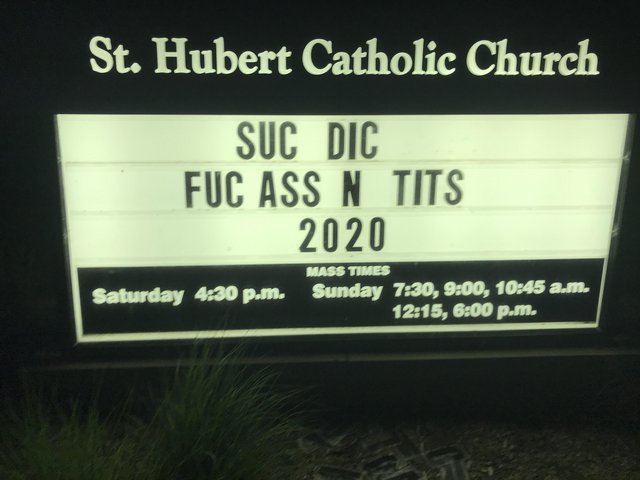 St. Hubert Catholic Church
SUC DIC
FUC ASS N TITS
2020
MASS TIMES
Saturday 4:30 p.m. Sunday 7:30, 9:00, 10:45 a.m.
12:15, 6:00 p.m.